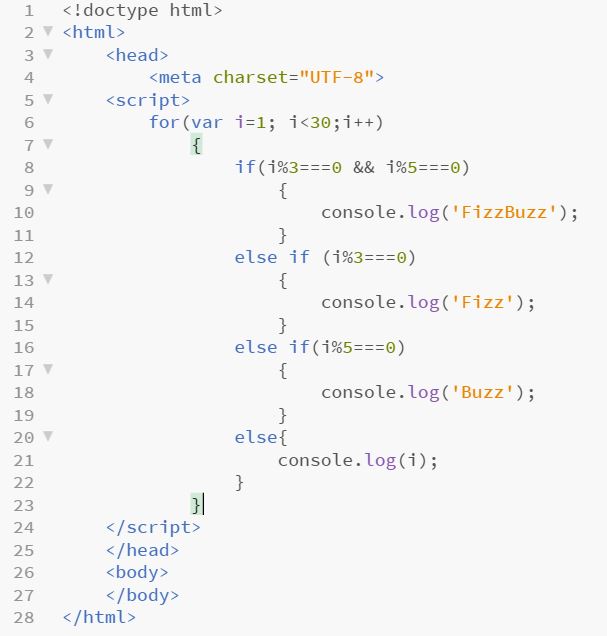 1 <!doctype html>
2 <html>
3 <head>
4 <meta charset="UTF-8">
5 <script>
6 for(var i=1; i<30;i++)
7 {
8 if(i%3===0 && i%5===0)
9 {
10 console.log('FizzBuzz');
11 }
12 else if (i%3===0)
13 {
14 console.log('Fizz');
15 }
16 else if(i%5===0)
17 {
18 console.log('Buzz');
19 }
20 else{
21 console.log(i);
22 }
23 }
24 </script>
25 </head>
26 <body>
27 </body>
28 </html>